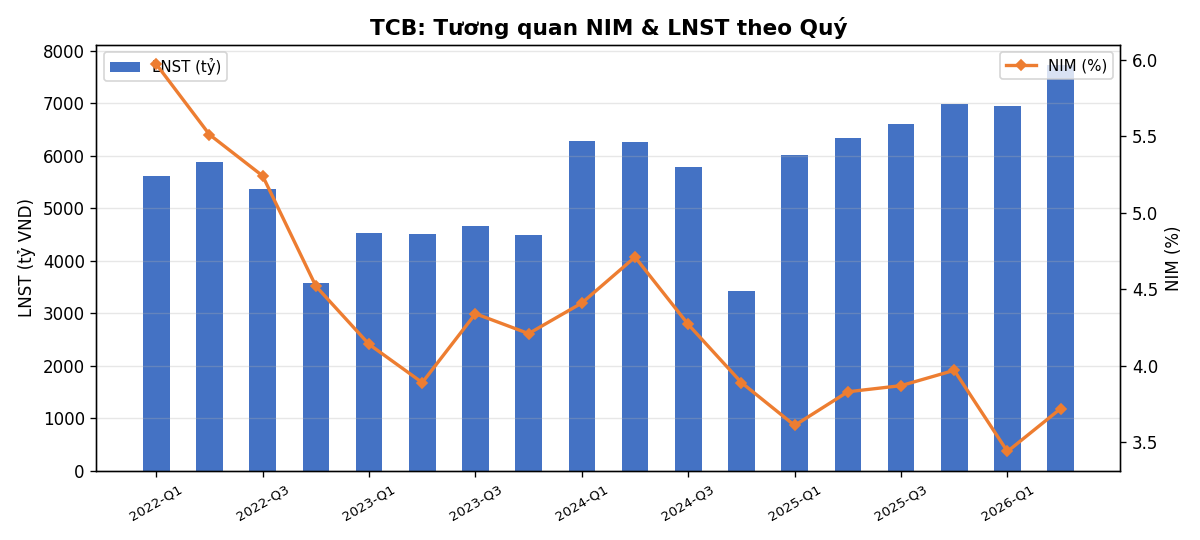 TCB: Tương quan NIM & LNST theo Quý
LNST (tỷ)
NIM (%)
8000
7000
6000
5000
4000
3000
2000
1000
0
LNST (tỷ VND)
6.0
5.5
5.0
4.5
4.0
3.5
NIM (%)
2022-Q1
2022-Q3
2023-Q1
2023-Q3
2024-Q1
2024-Q3
2025-Q1
2025-Q3
2026-Q1